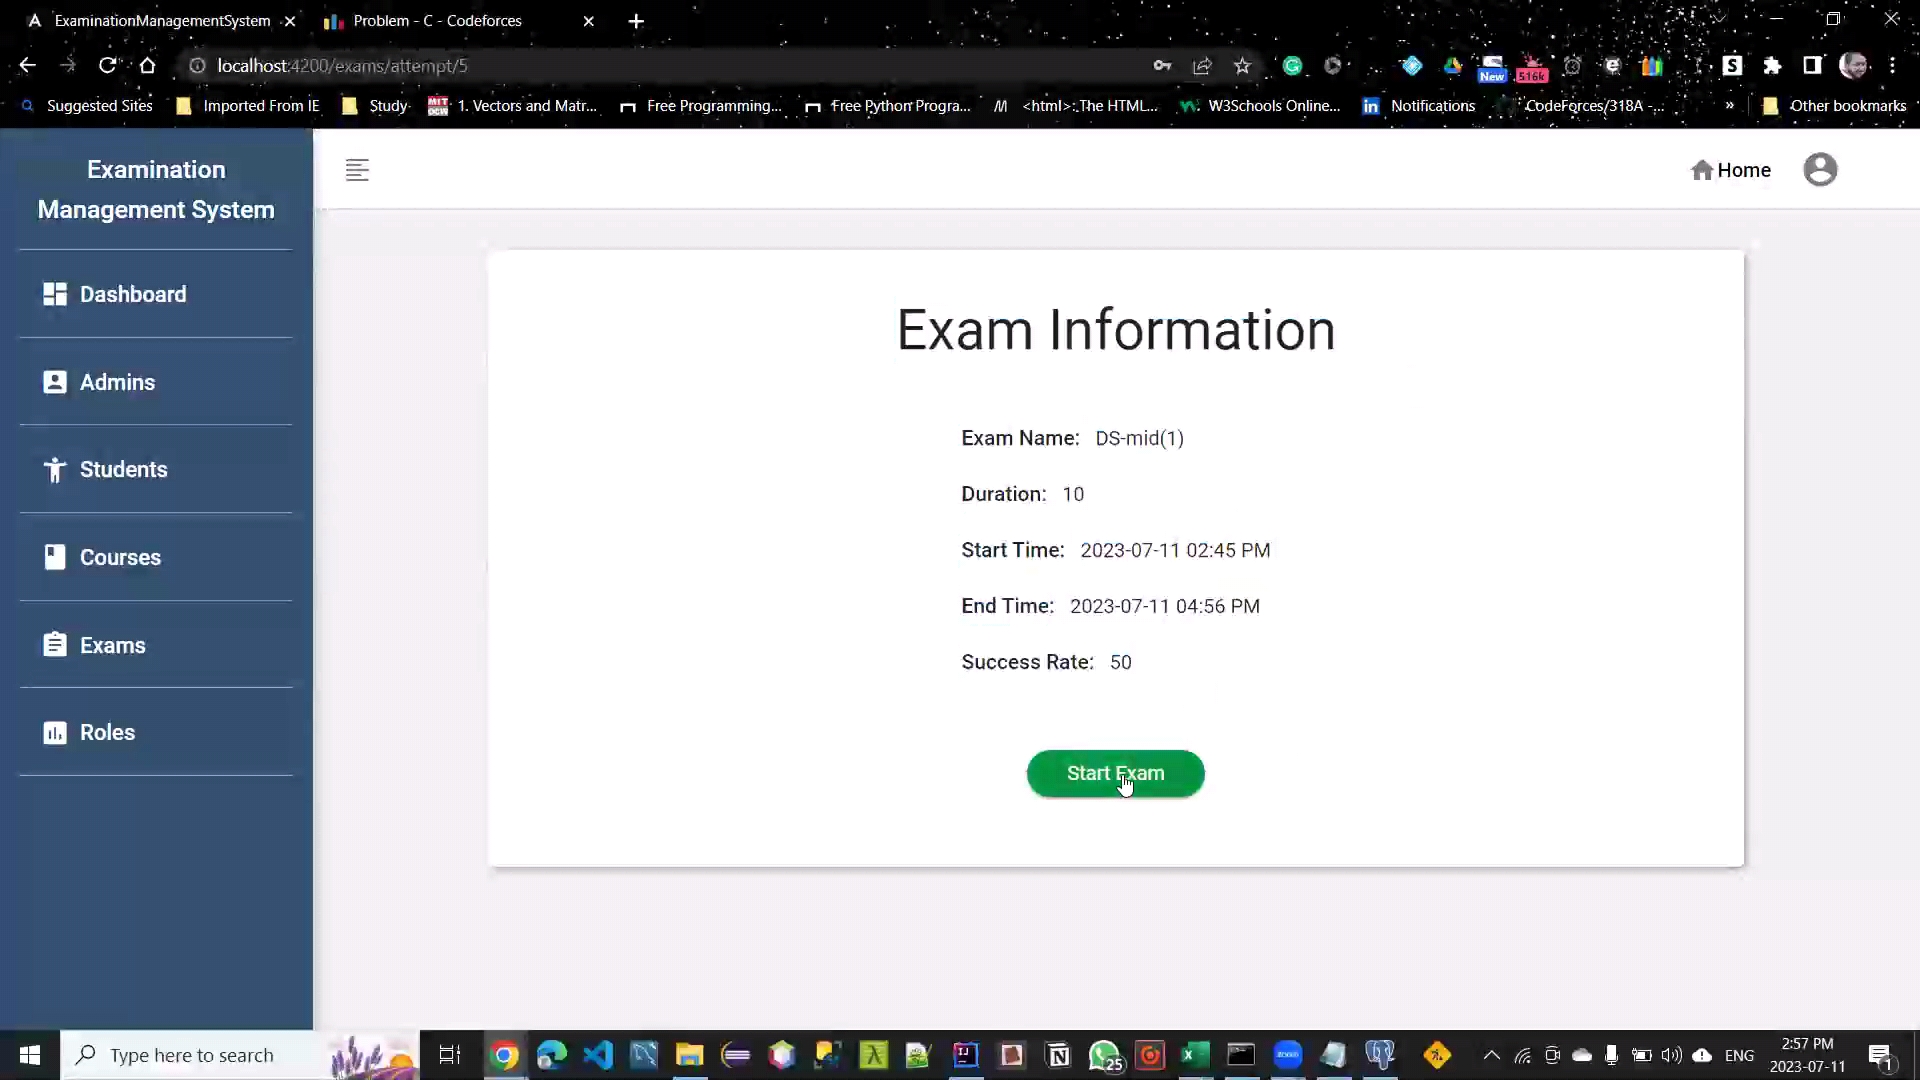 ExaminationManagementSystem
Problem - C - Codeforces
localhost:4200/exams/attempt/5
New
516k
Suggested Sites
Imported From IE
Study
MIT OCW
1. Vectors and Matr...
Free Programming...
Free Python Progra...
<html>: The HTML...
W3Schools Online...
Notifications
CodeForces/318A -...
»
Other bookmarks
Examination
Management System
Home
Dashboard
Admins
Students
Courses
Exams
Roles
Exam Information
Exam Name: DS-mid(1)
Duration: 10
Start Time: 2023-07-11 02:45 PM
End Time: 2023-07-11 04:56 PM
Success Rate: 50
Start Exam
Type here to search
25
zoom
ENG
2:57 PM
2023-07-11
1